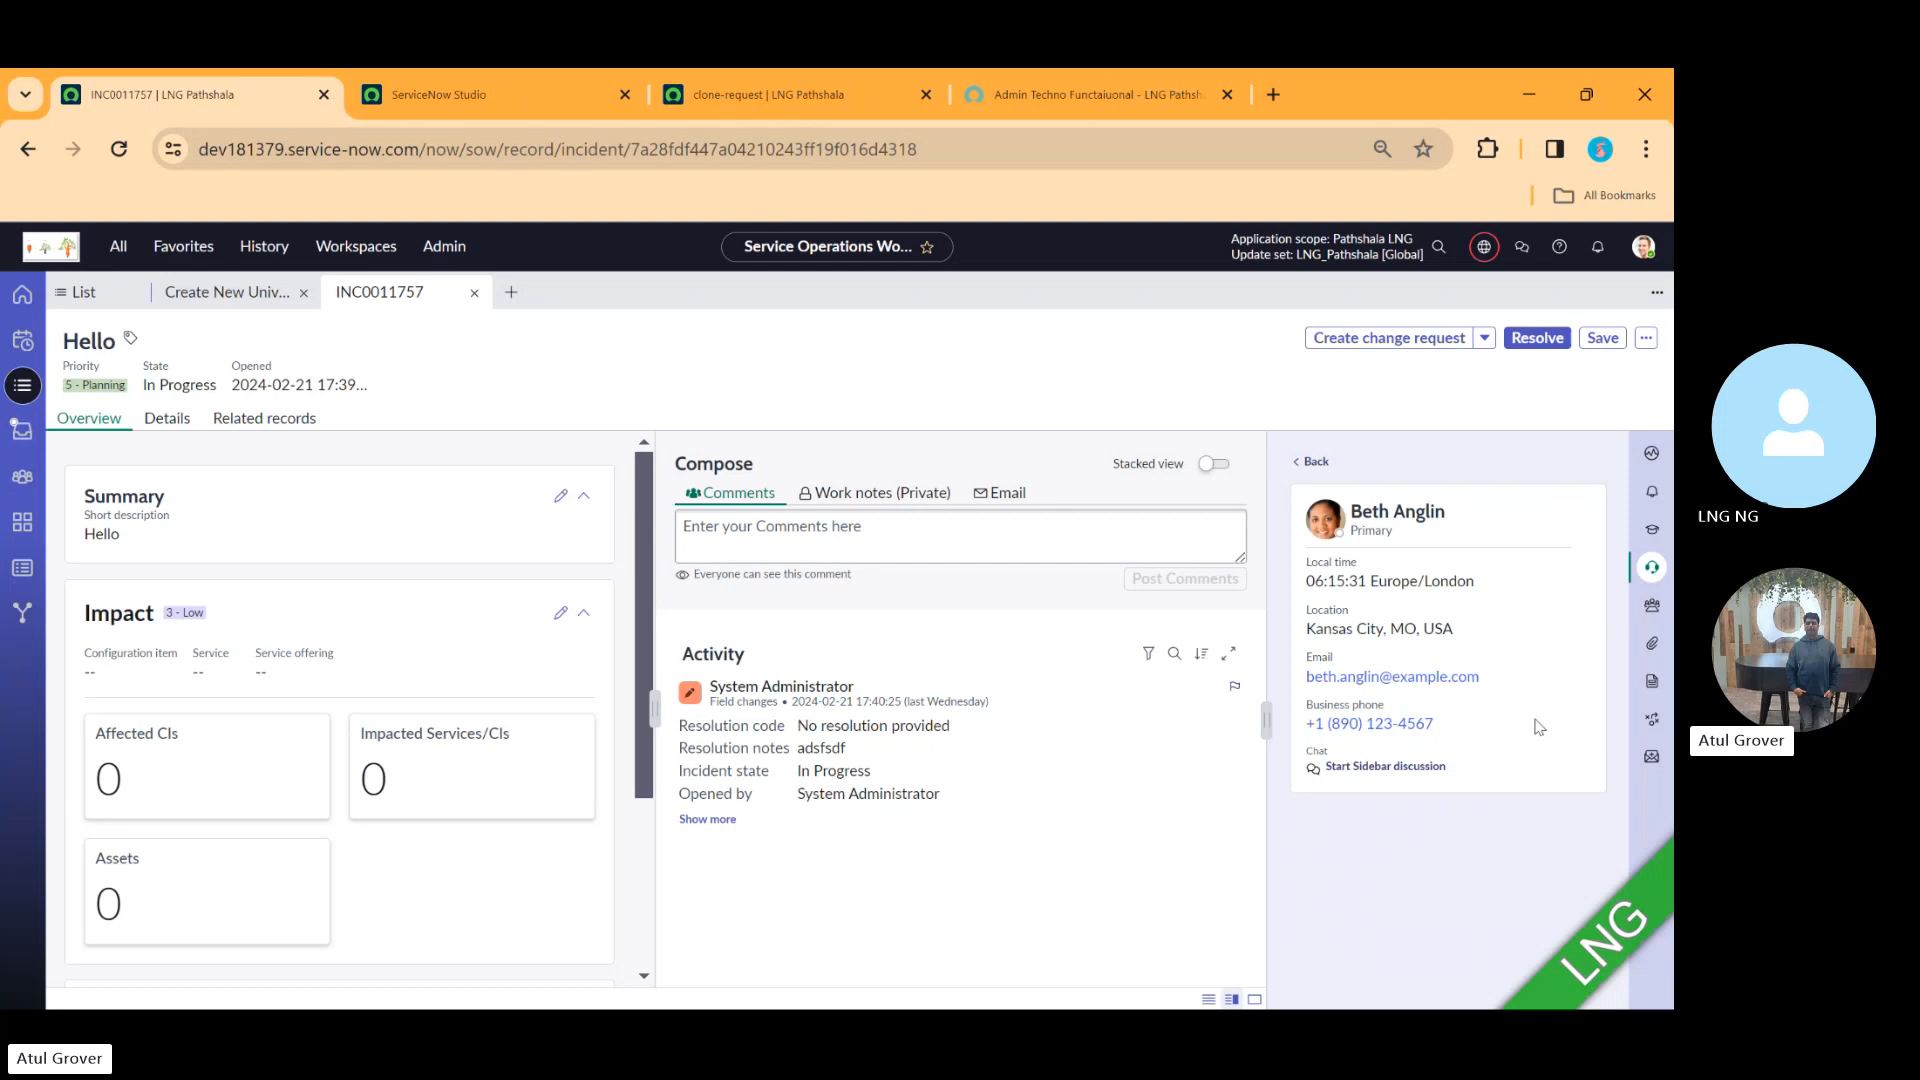 INC0011757 | LNG Pathshala
ServiceNow Studio
clone-request | LNG Pathshala
Admin Techno Functaiuonal - LNG Pathsh
dev181379.service-now.com/now/sow/record/incident/7a28fdf447a04210243ff19f016d4318
All Bookmarks
All
Favorites
History
Workspaces
Admin
Service Operations Wo...
Application scope: Pathshala LNG
Update set: LNG_Pathshala [Global]
List
Create New Univ...
INC0011757
Hello
Create change request
Resolve
Save
Priority
State
Opened
5 - Planning
In Progress
2024-02-21 17:39...
Overview
Details
Related records
Summary
Short description
Hello
Impact
3 - Low
Configuration item
Service
Service offering
--
--
--
Affected CIs
0
Impacted Services/CIs
0
Assets
0
Compose
Stacked view
Comments
Work notes (Private)
Email
Enter your Comments here
Everyone can see this comment
Post Comments
Activity
System Administrator
Field changes • 2024-02-21 17:40:25 (last Wednesday)
Resolution code No resolution provided
Resolution notes adsfsdf
Incident state In Progress
Opened by System Administrator
Show more
Back
Beth Anglin
Primary
Local time
06:15:31 Europe/London
Location
Kansas City, MO, USA
Email
beth.anglin@example.com
Business phone
+1 (890) 123-4567
Chat
Start Sidebar discussion
LNG
LNG NG
Atul Grover
Atul Grover